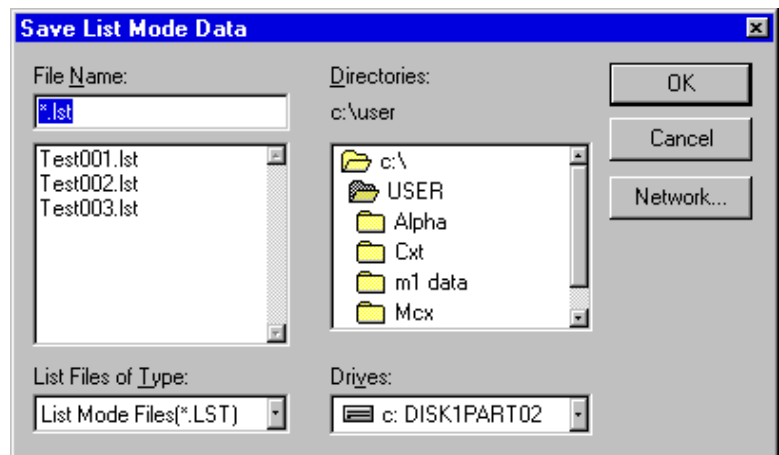 Save List Mode Data
File Name:
*.lst
Test001.lst
Test002.lst
Test003.lst
List Files of Type:
List Mode Files(*.LST)
Directories:
c:\user
c:\
USER
Alpha
Cxt
m1 data
Mcx
Drives:
c: DISK1PART02
OK
Cancel
Network...